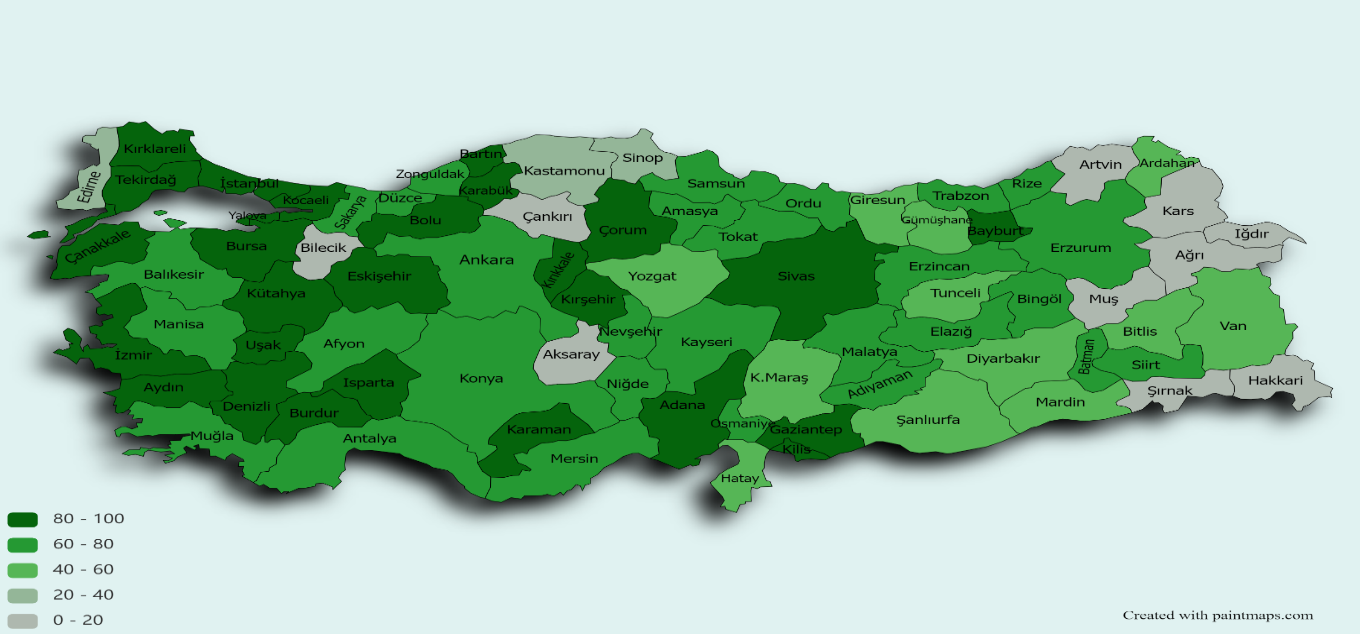 Kırklareli
Edirne
Tekirdağ
İstanbul
Kocaeli
Yalova
Sakarya
Düzce
Zonguldak
Bartın
Karabük
Kastamonu
Sinop
Samsun
Ordu
Giresun
Trabzon
Rize
Artvin
Ardahan
Kars
Iğdır
Ağrı
Çanakkale
Bursa
Bilecik
Bolu
Çankırı
Çorum
Amasya
Tokat
Gümüşhane
Bayburt
Erzurum
Balıkesir
Kütahya
Eskişehir
Ankara
Kırıkkale
Kırşehir
Yozgat
Sivas
Erzincan
Tunceli
Bingöl
Muş
Bitlis
Van
Manisa
Uşak
Afyon
Konya
Aksaray
Nevşehir
Kayseri
Malatya
Elazığ
Diyarbakır
Batman
Siirt
Şırnak
Hakkari
İzmir
Aydın
Denizli
Isparta
Burdur
Niğde
Adana
K.Maraş
Adıyaman
Şanlıurfa
Mardin
Muğla
Antalya
Karaman
Mersin
Osmaniye
Gaziantep
Kilis
Hatay
80 - 100
60 - 80
40 - 60
20 - 40
0 - 20
Created with paintmaps.com